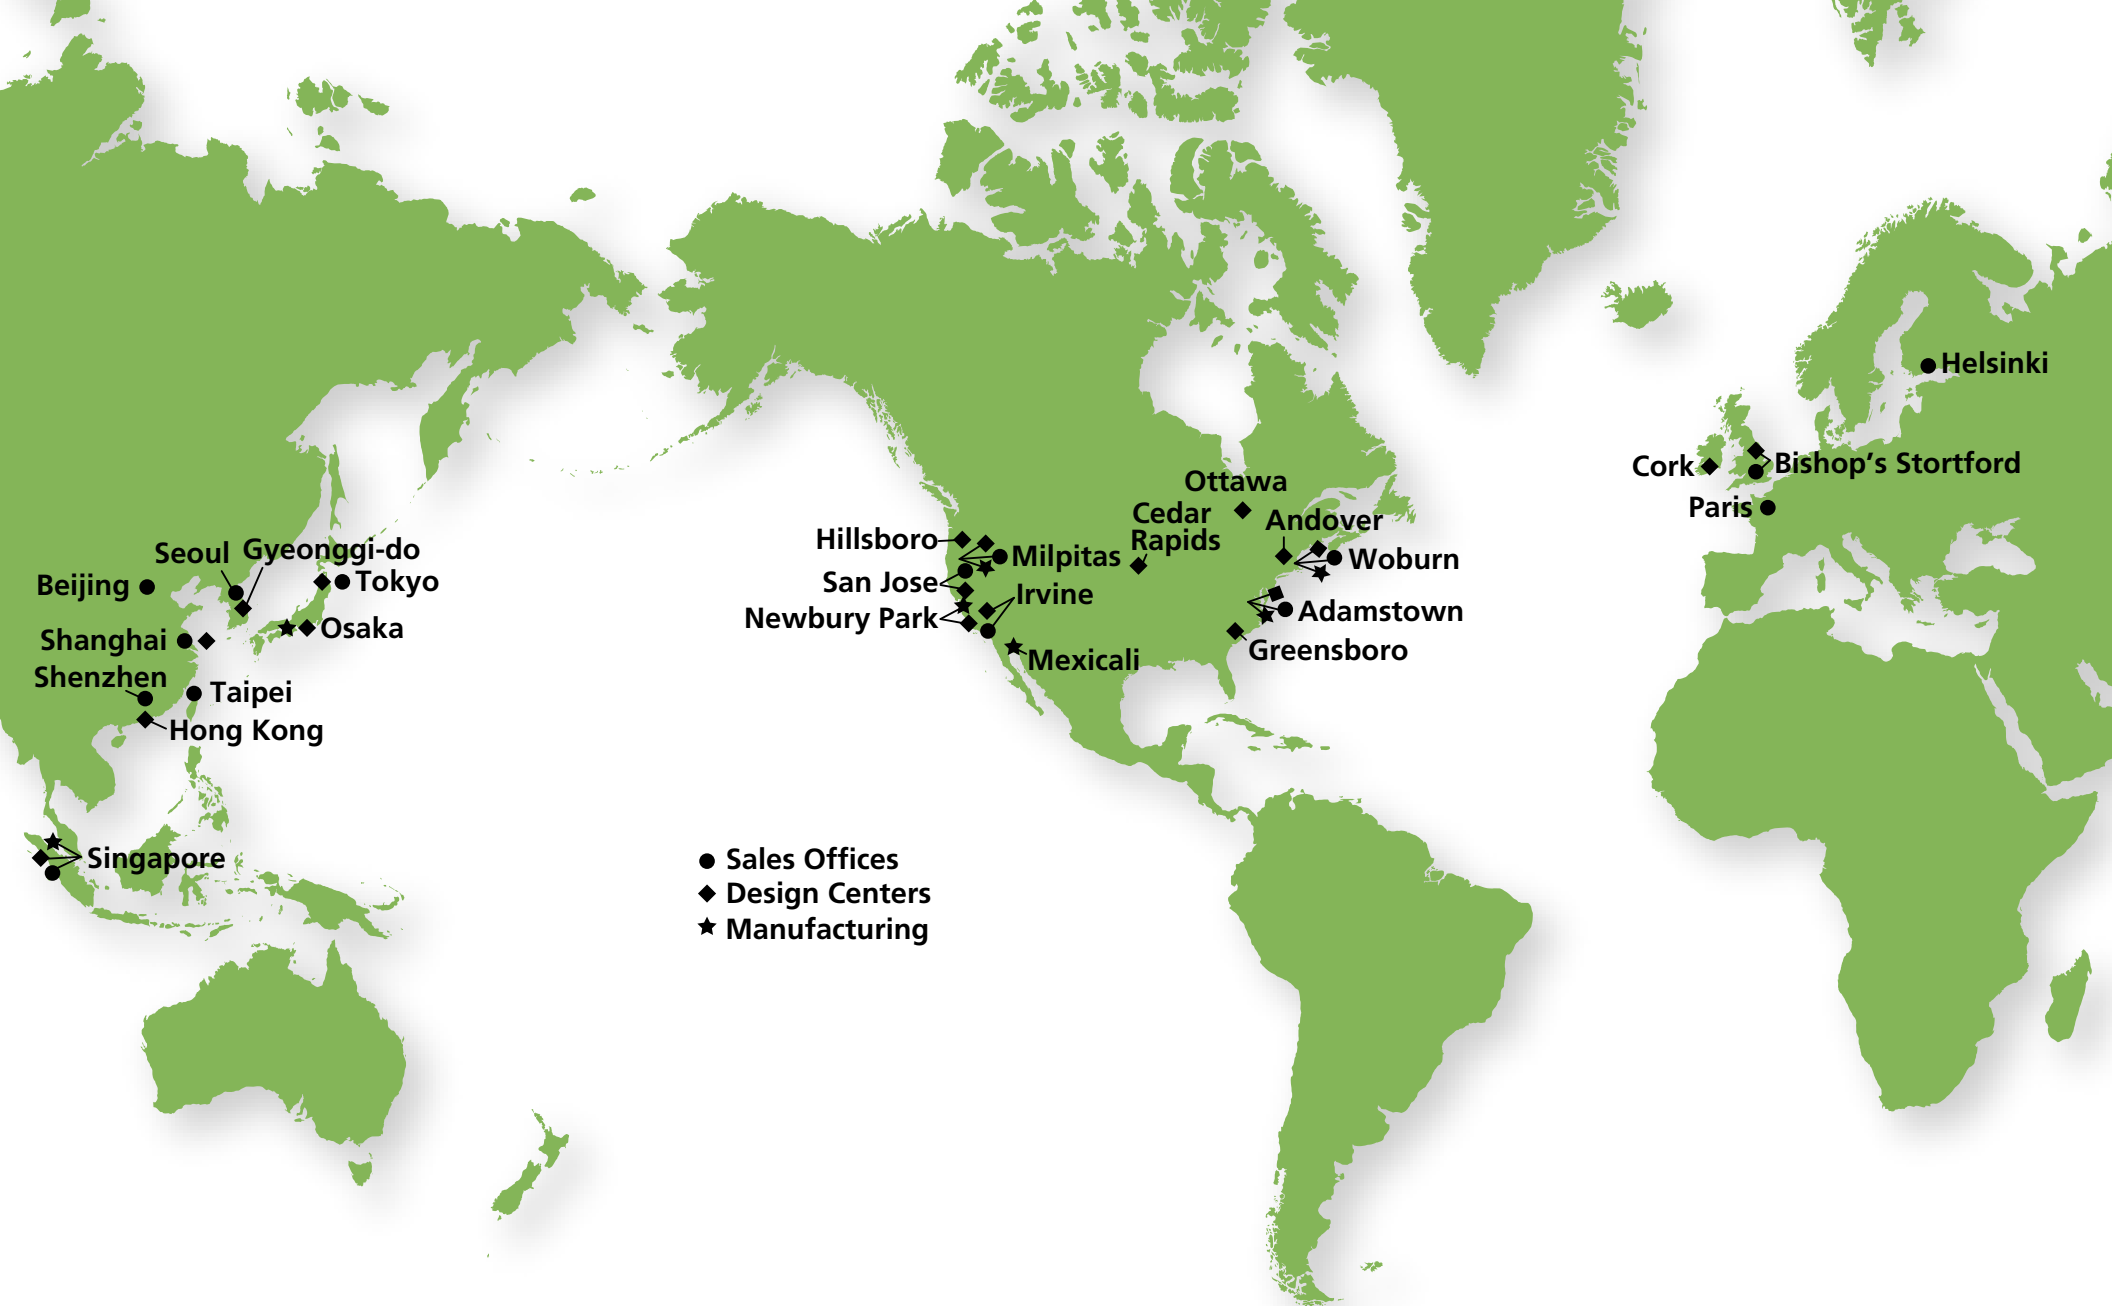 Helsinki
Cork
Bishop's Stortford
Paris
Ottawa
Cedar
Rapids
Andover
Woburn
Adamstown
Greensboro
Hillsboro
Milpitas
San Jose
Irvine
Newbury Park
Mexicali
Seoul
Gyeonggi-do
Beijing
Tokyo
Osaka
Shanghai
Shenzhen
Taipei
Hong Kong
Singapore
Sales Offices
Design Centers
Manufacturing